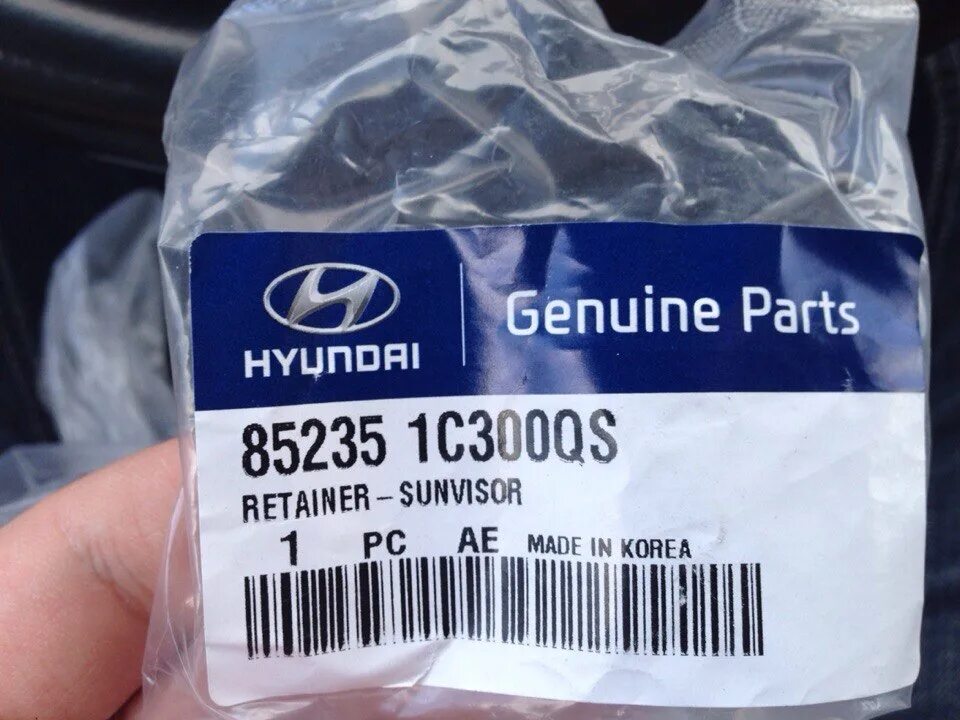 HYUNDAI
Genuine Parts
85235 1C300QS
RETAINER-SUNVISOR
1 PC AE MADE IN KOREA